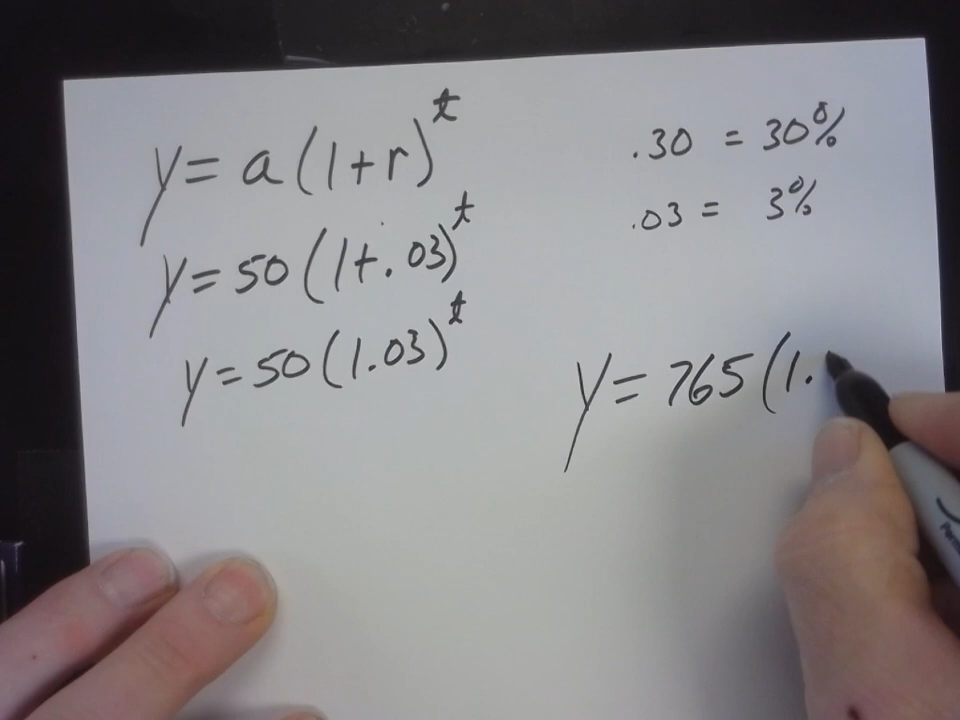 y = a(1+r)^t
y = 50(1+.03)^t
y = 50(1.03)^t
.30 = 30%
.03 = 3%
y = 765(1.